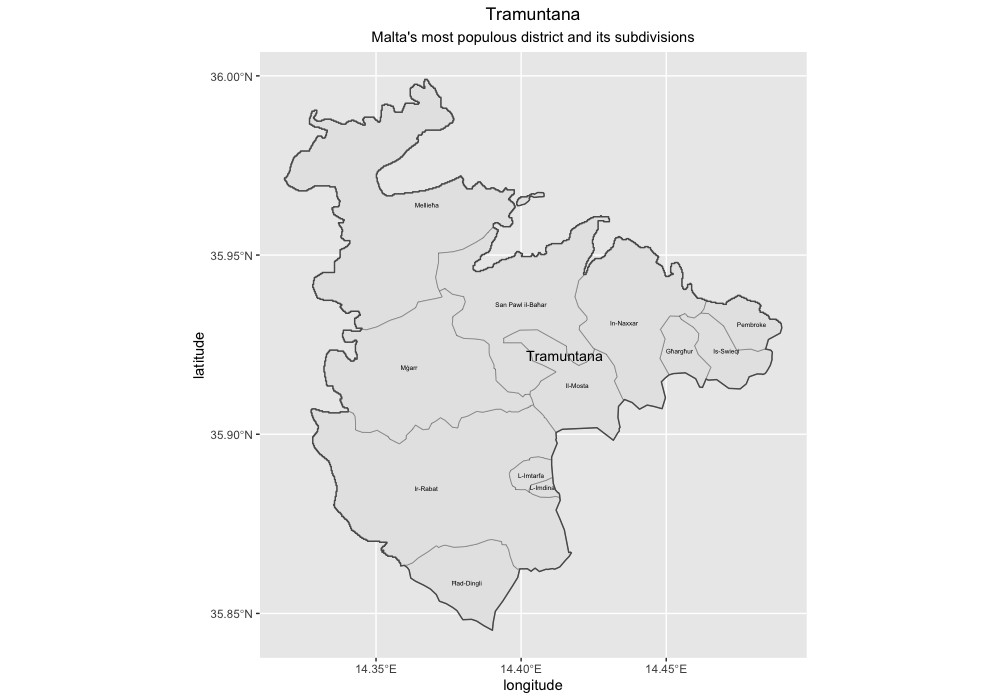 Tramuntana
Malta's most populous district and its subdivisions
36.00°N
35.95°N
35.90°N
35.85°N
latitude
Mellieħa
San Pawl il-Baħar
In-Naxxar
Pembroke
Għargħur
Is-Swieqi
Tramuntana
Mġarr
Il-Mosta
L-Imtarfa
L-Imdina
Ir-Rabat
Ħad-Dingli
14.35°E
14.40°E
14.45°E
longitude